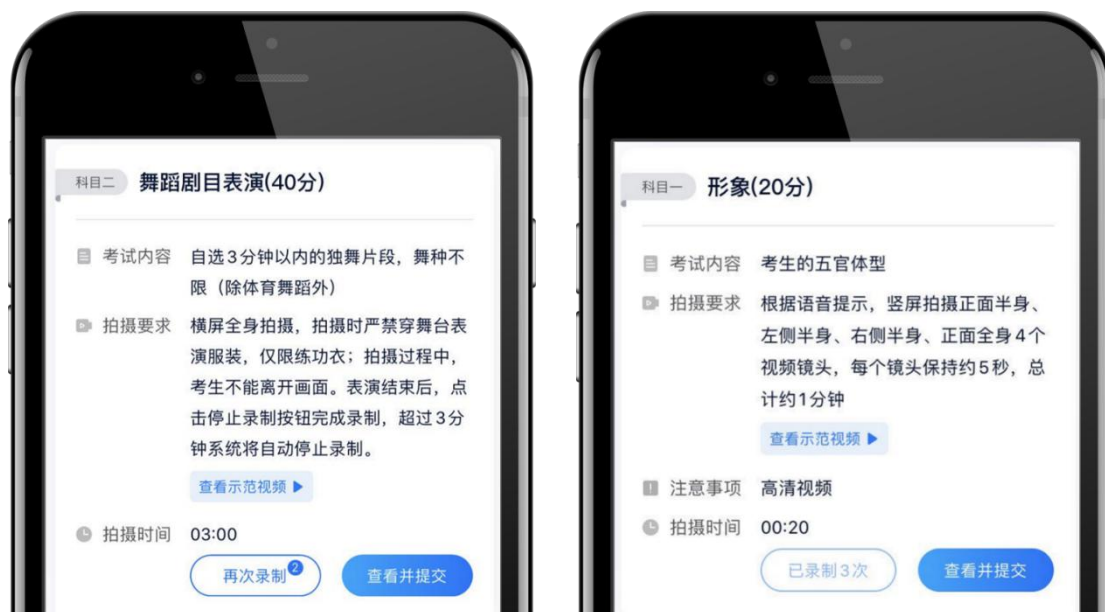 科目二 舞蹈剧目表演(40分)
考试内容 自选3分钟以内的独舞片段，舞种不
限（除体育舞蹈外）
拍摄要求 横屏全身拍摄，拍摄时严禁穿舞台表
演服装，仅限练功衣；拍摄过程中，
考生不能离开画面。表演结束后，点
击停止录制按钮完成录制，超过3分
钟系统将自动停止录制。
查看示范视频
拍摄时间 03:00
再次录制 2 查看并提交
科目一 形象(20分)
考试内容 考生的五官体型
拍摄要求 根据语音提示，竖屏拍摄正面半身、
左侧半身、右侧半身、正面全身4个
视频镜头，每个镜头保持约5秒，总
计约1分钟
查看示范视频
注意事项 高清视频
拍摄时间 00:20
已录制3次 查看并提交